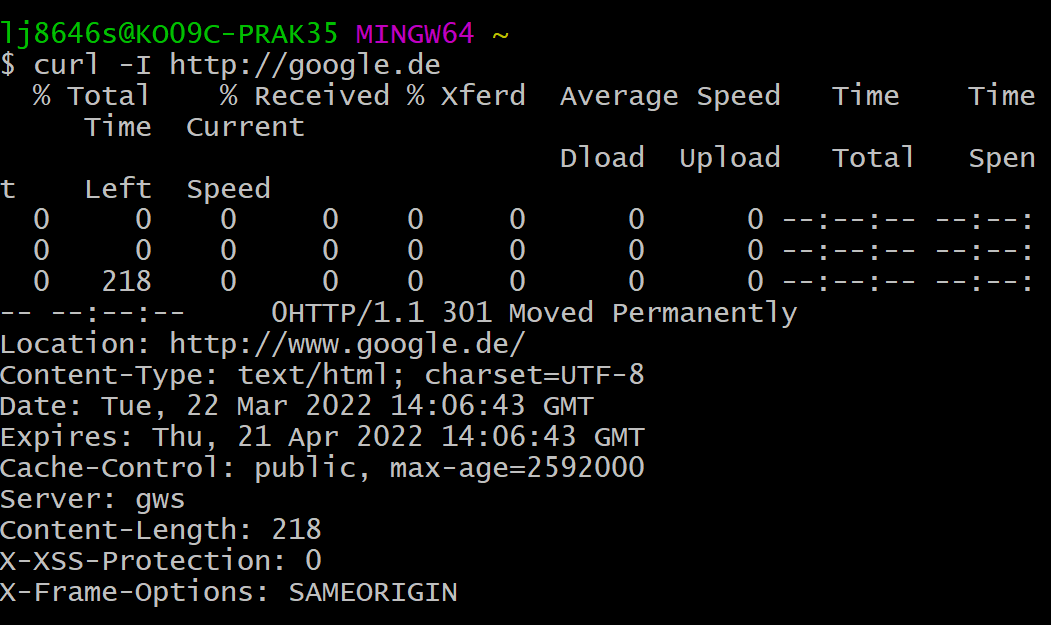 lj8646s@KO09C-PRAK35 MINGW64 ~
$ curl -I http://google.de
  % Total    % Received % Xferd  Average Speed   Time    Time
     Time  Current
                                 Dload  Upload   Total   Spen
t    Left  Speed
  0     0    0     0    0     0      0      0 --:--:-- --:--:
  0     0    0     0    0     0      0      0 --:--:-- --:--:
  0   218    0     0    0     0      0      0 --:--:-- --:--:
-- --:--:--     0HTTP/1.1 301 Moved Permanently
Location: http://www.google.de/
Content-Type: text/html; charset=UTF-8
Date: Tue, 22 Mar 2022 14:06:43 GMT
Expires: Thu, 21 Apr 2022 14:06:43 GMT
Cache-Control: public, max-age=2592000
Server: gws
Content-Length: 218
X-XSS-Protection: 0
X-Frame-Options: SAMEORIGIN